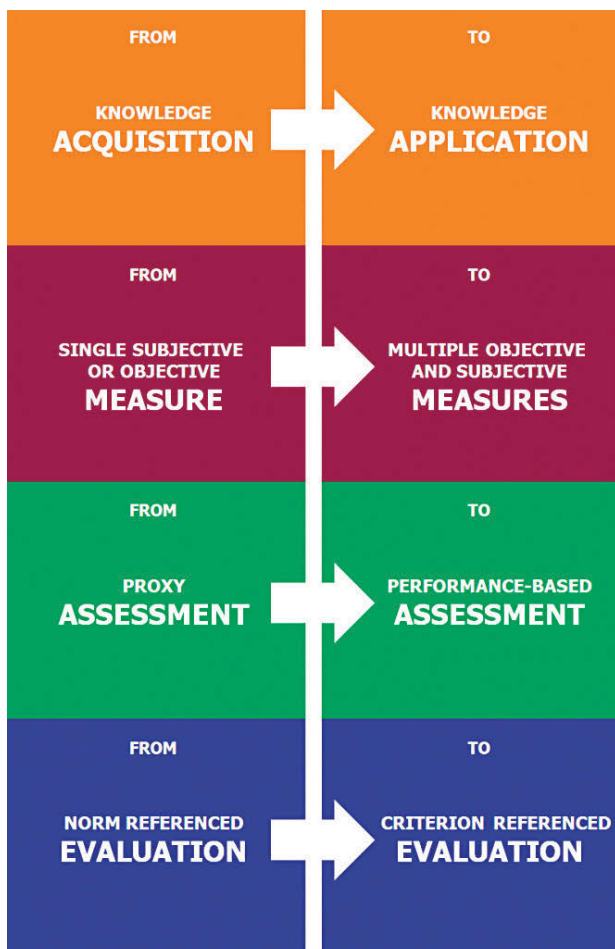 FROM
TO
KNOWLEDGE
ACQUISITION
KNOWLEDGE
APPLICATION
FROM
TO
SINGLE SUBJECTIVE
OR OBJECTIVE
MEASURE
MULTIPLE OBJECTIVE
AND SUBJECTIVE
MEASURES
FROM
TO
PROXY
ASSESSMENT
PERFORMANCE-BASED
ASSESSMENT
FROM
TO
NORM REFERENCED
EVALUATION
CRITERION REFERENCED
EVALUATION